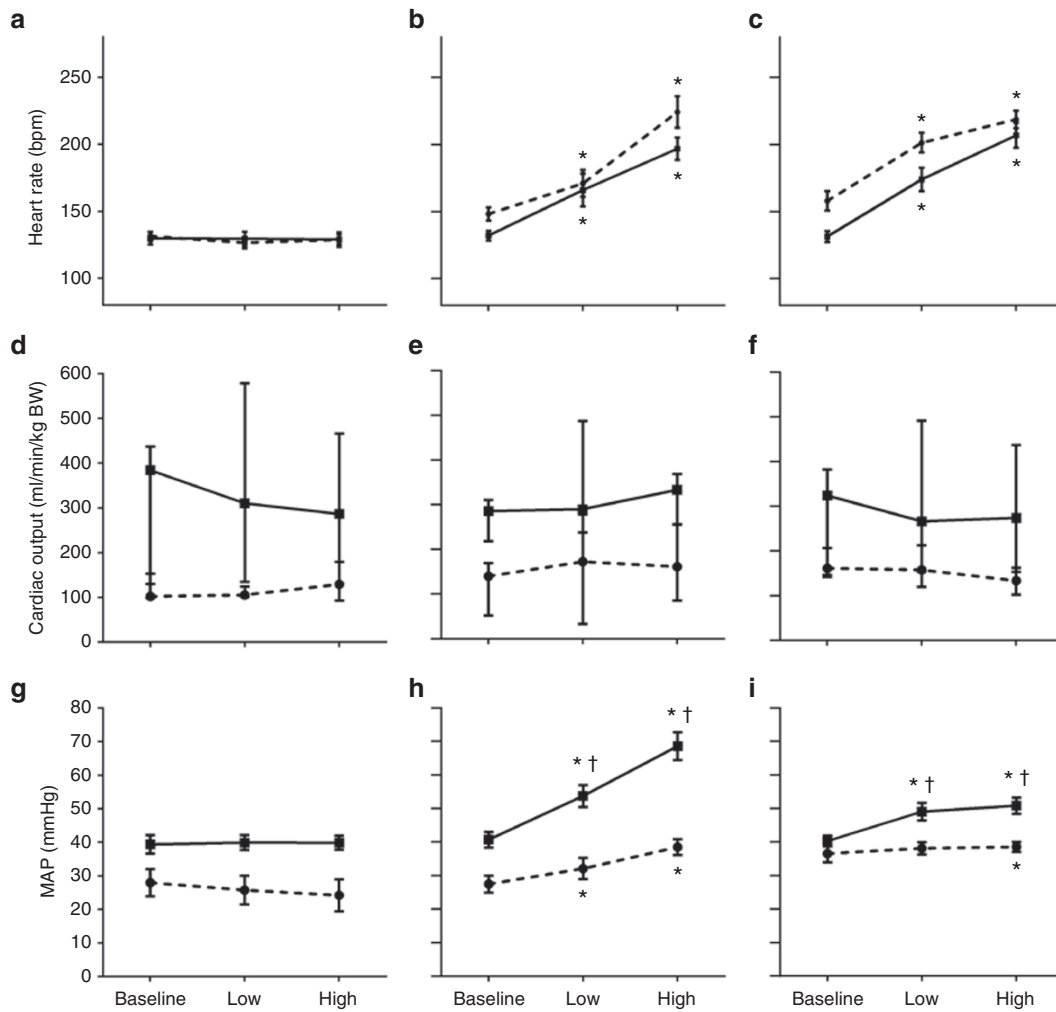 a b c
Heart rate (bpm)
250
200
150
100
* * * *
* * * *
d e f
Cardiac output (ml/min/kg BW)
600
500
400
300
200
100
0
g h i
MAP (mmHg)
80
70
60
50
40
30
20
10
0
* † * † * † * †
* * *
Baseline Low High Baseline Low High Baseline Low High